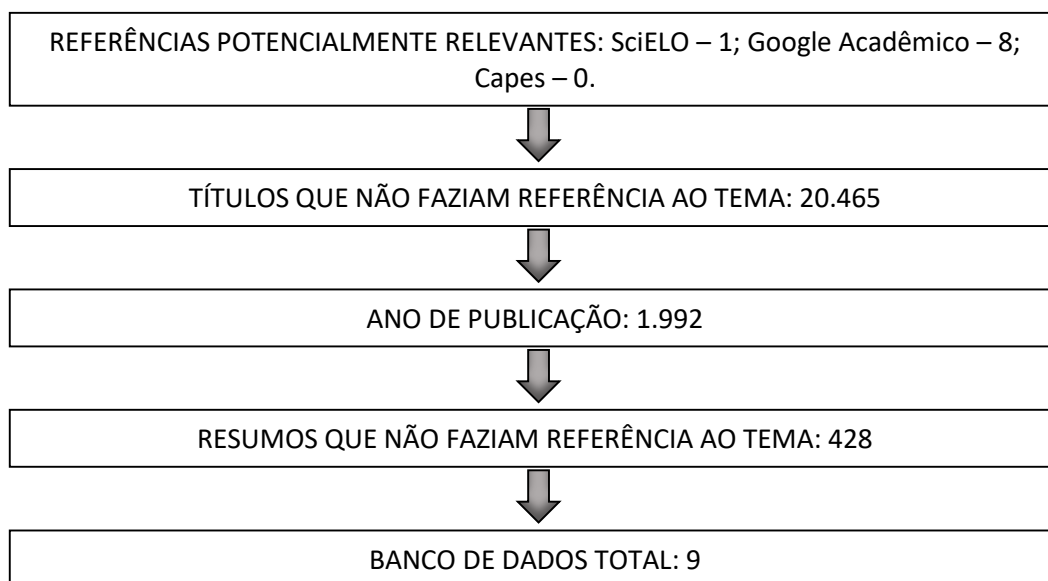 REFERÊNCIAS POTENCIALMENTE RELEVANTES: SciELO – 1; Google Acadêmico – 8;
Capes – 0.
TÍTULOS QUE NÃO FAZIAM REFERÊNCIA AO TEMA: 20.465
ANO DE PUBLICAÇÃO: 1.992
RESUMOS QUE NÃO FAZIAM REFERÊNCIA AO TEMA: 428
BANCO DE DADOS TOTAL: 9